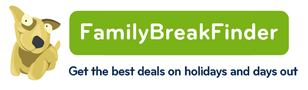 FamilyBreakFinder
Get the best deals on holidays and days out